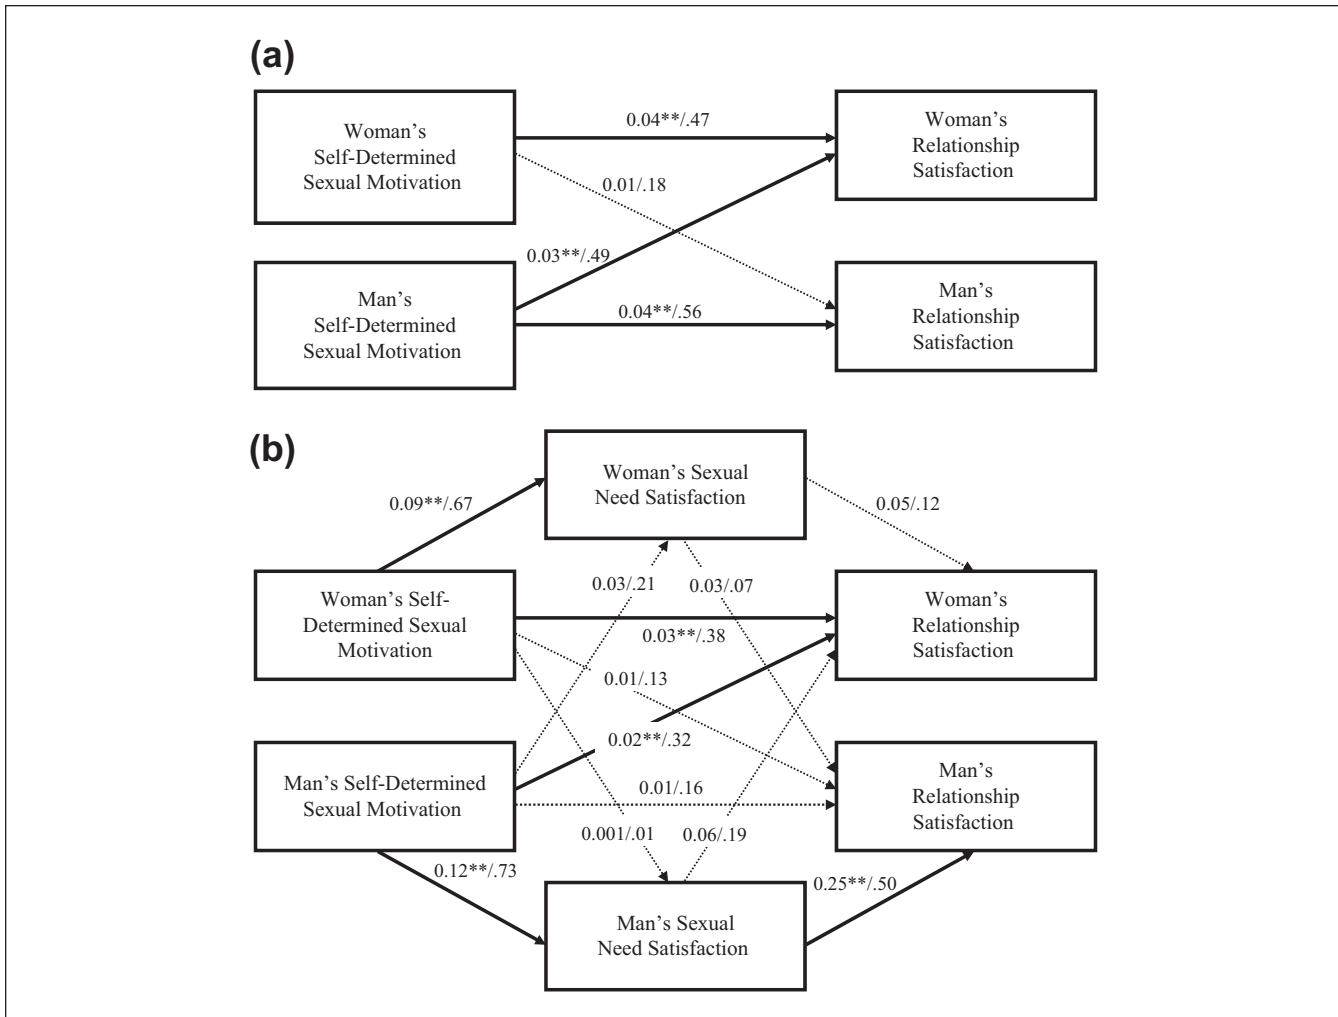 (a)
Woman's
Self-Determined
Sexual Motivation
0.04**/.47
Woman's
Relationship
Satisfaction
0.01/.18
0.03**/.49
Man's
Self-Determined
Sexual Motivation
0.04**/.56
Man's
Relationship
Satisfaction
(b)
Woman's Sexual
Need Satisfaction
0.09**/.67
0.05/.12
0.03/.21
0.03/.07
Woman's Self-
Determined Sexual
Motivation
0.03**/.38
Woman's
Relationship
Satisfaction
0.01/.13
0.02**/.32
Man's Self-Determined
Sexual Motivation
0.01/.16
Man's
Relationship
Satisfaction
0.001/.01
0.06/.19
0.12**/.73
0.25**/.50
Man's Sexual
Need Satisfaction